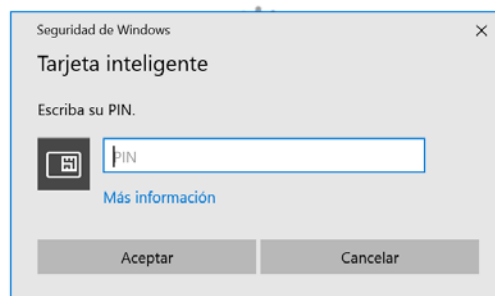 Seguridad de Windows
Tarjeta inteligente
Escriba su PIN.
PIN
Más información
Aceptar
Cancelar